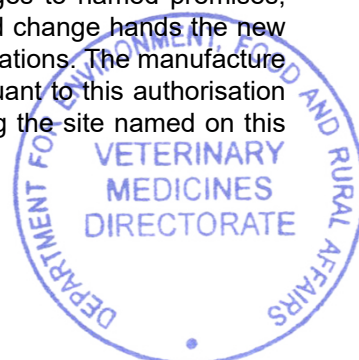 ges to named premises,
d change hands the new
ations. The manufacture
uant to this authorisation
g the site named on this
DEPARTMENT FOR ENVIRONMENT, FOOD AND RURAL AFFAIRS
VETERINARY
MEDICINES
DIRECTORATE